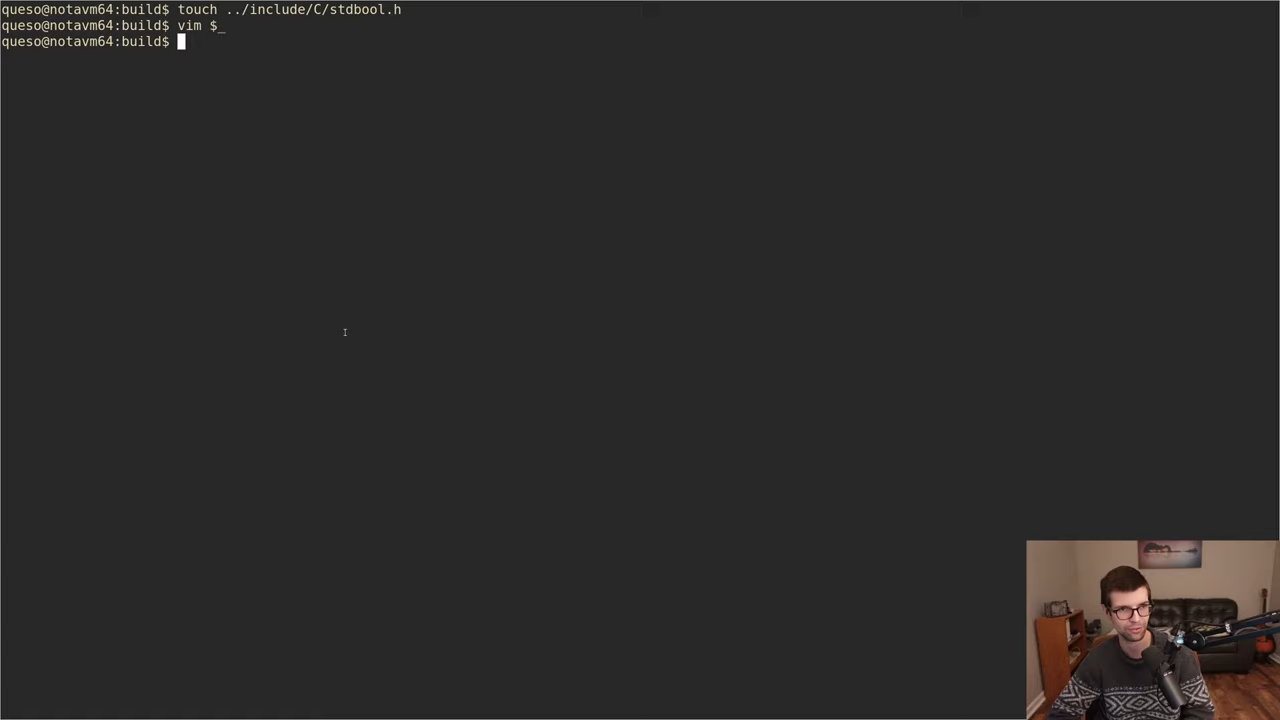 queso@notavm64:build$ touch ../include/C/stdbool.h
queso@notavm64:build$ vim $_
queso@notavm64:build$